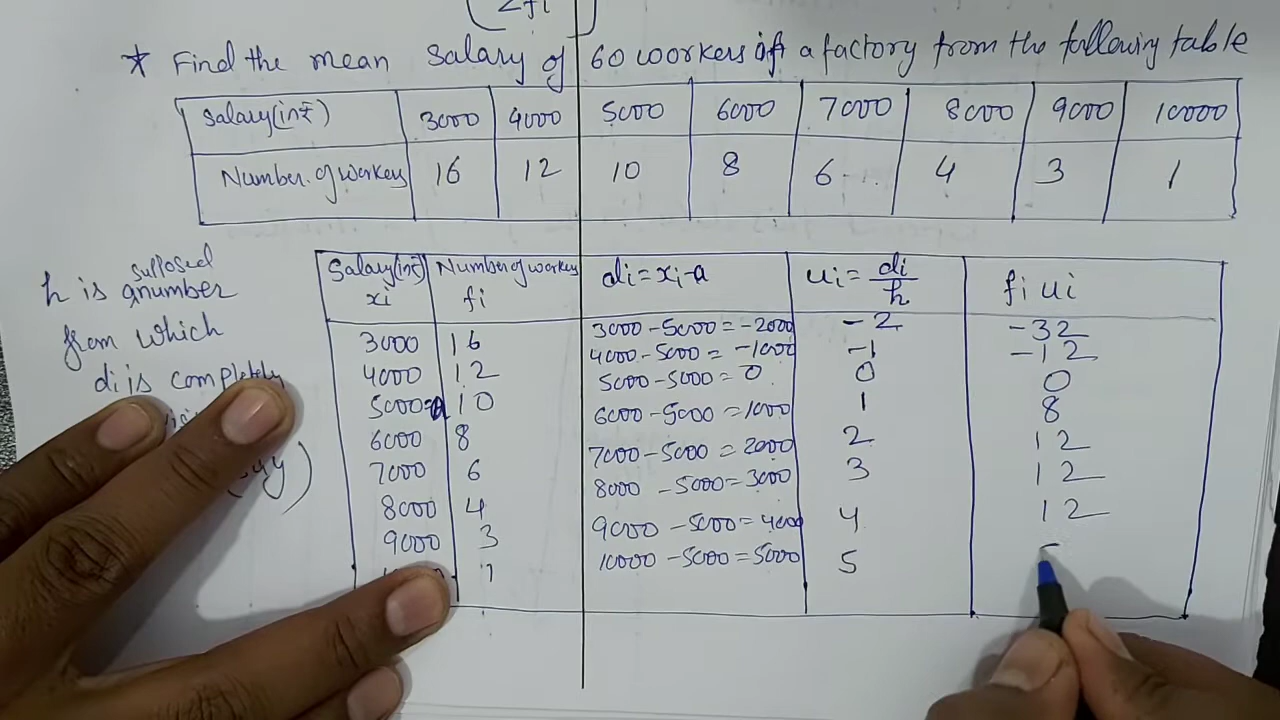 Σfi
* Find the mean salary of 60 workers of a factory from the following table
Salary(in₹) 3000 4000 5000 6000 7000 8000 9000 10000
Number of workers 16 12 10 8 6 4 3 1
h is supposed a number
from which
di is completely
Salary(in₹) xi Number of workers fi di = xi-a ui = di/h fi ui
3000 16 3000-5000=-2000 -2 -32
4000 12 4000-5000=-1000 -1 -12
5000=a 10 5000-5000=0 0 0
6000 8 6000-5000=1000 1 8
7000 6 7000-5000=2000 2 12
8000 4 8000-5000=3000 3 12
9000 3 9000-5000=4000 4 12
1 10000-5000=5000 5